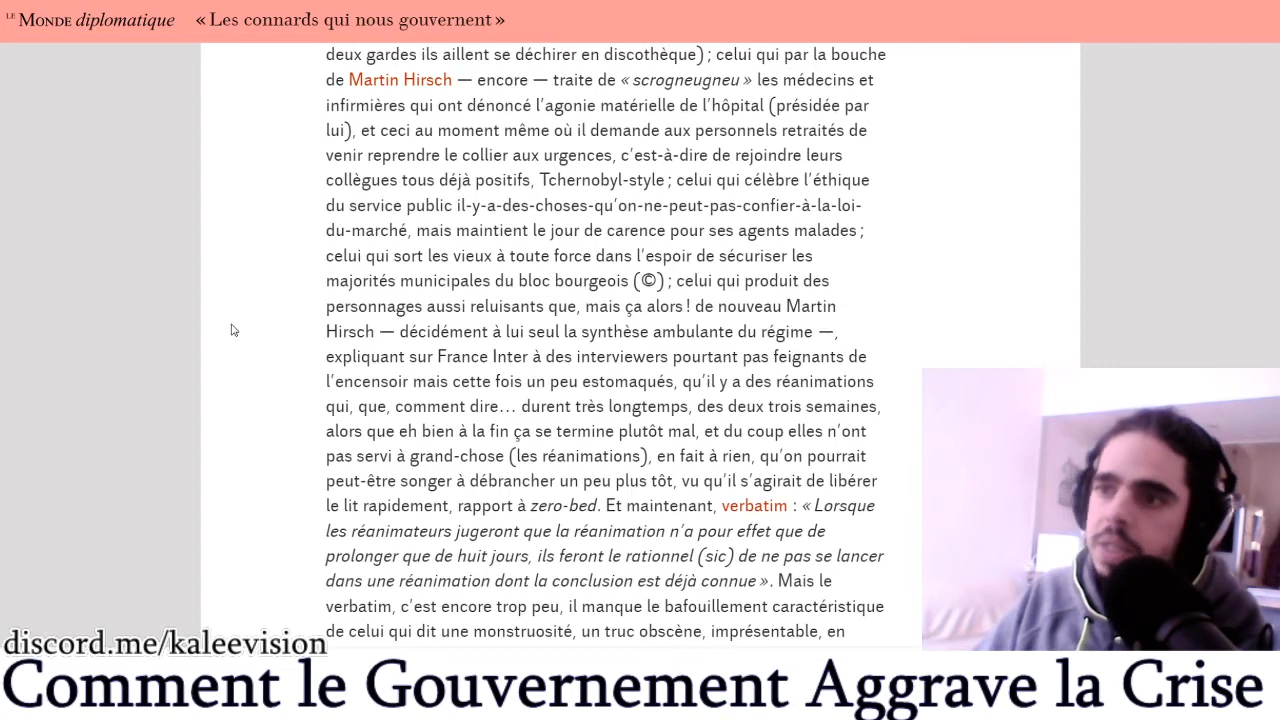 LE MONDE diplomatique « Les connards qui nous gouvernent »
deux gardes ils aillent se déchirer en discothèque) ; celui qui par la bouche
de Martin Hirsch — encore — traite de « scrogneugneu » les médecins et
infirmières qui ont dénoncé l’agonie matérielle de l’hôpital (présidée par
lui), et ceci au moment même où il demande aux personnels retraités de
venir reprendre le collier aux urgences, c’est-à-dire de rejoindre leurs
collègues tous déjà positifs, Tchernobyl-style ; celui qui célèbre l’éthique
du service public il-y-a-des-choses-qu’on-ne-peut-pas-confier-à-la-loi-
du-marché, mais maintient le jour de carence pour ses agents malades ;
celui qui sort les vieux à toute force dans l’espoir de sécuriser les
majorités municipales du bloc bourgeois (©) ; celui qui produit des
personnages aussi reluisants que, mais ça alors ! de nouveau Martin
Hirsch — décidément à lui seul la synthèse ambulante du régime —,
expliquant sur France Inter à des interviewers pourtant pas feignants de
l’encensoir mais cette fois un peu estomaqués, qu’il y a des réanimations
qui, que, comment dire… durent très longtemps, des deux trois semaines,
alors que eh bien à la fin ça se termine plutôt mal, et du coup elles n’ont
pas servi à grand-chose (les réanimations), en fait à rien, qu’on pourrait
peut-être songer à débrancher un peu plus tôt, vu qu’il s’agirait de libérer
le lit rapidement, rapport à zero-bed. Et maintenant, verbatim : « Lorsque
les réanimateurs jugeront que la réanimation n’a pour effet que de
prolonger que de huit jours, ils feront le rationnel (sic) de ne pas se lancer
dans une réanimation dont la conclusion est déjà connue ». Mais le
verbatim, c’est encore trop peu, il manque le bafouillement caractéristique
de celui qui dit une monstruosité, un truc obscène, imprésentable, en
discord.me/kaleevision
Comment le Gouvernement Aggrave la Crise